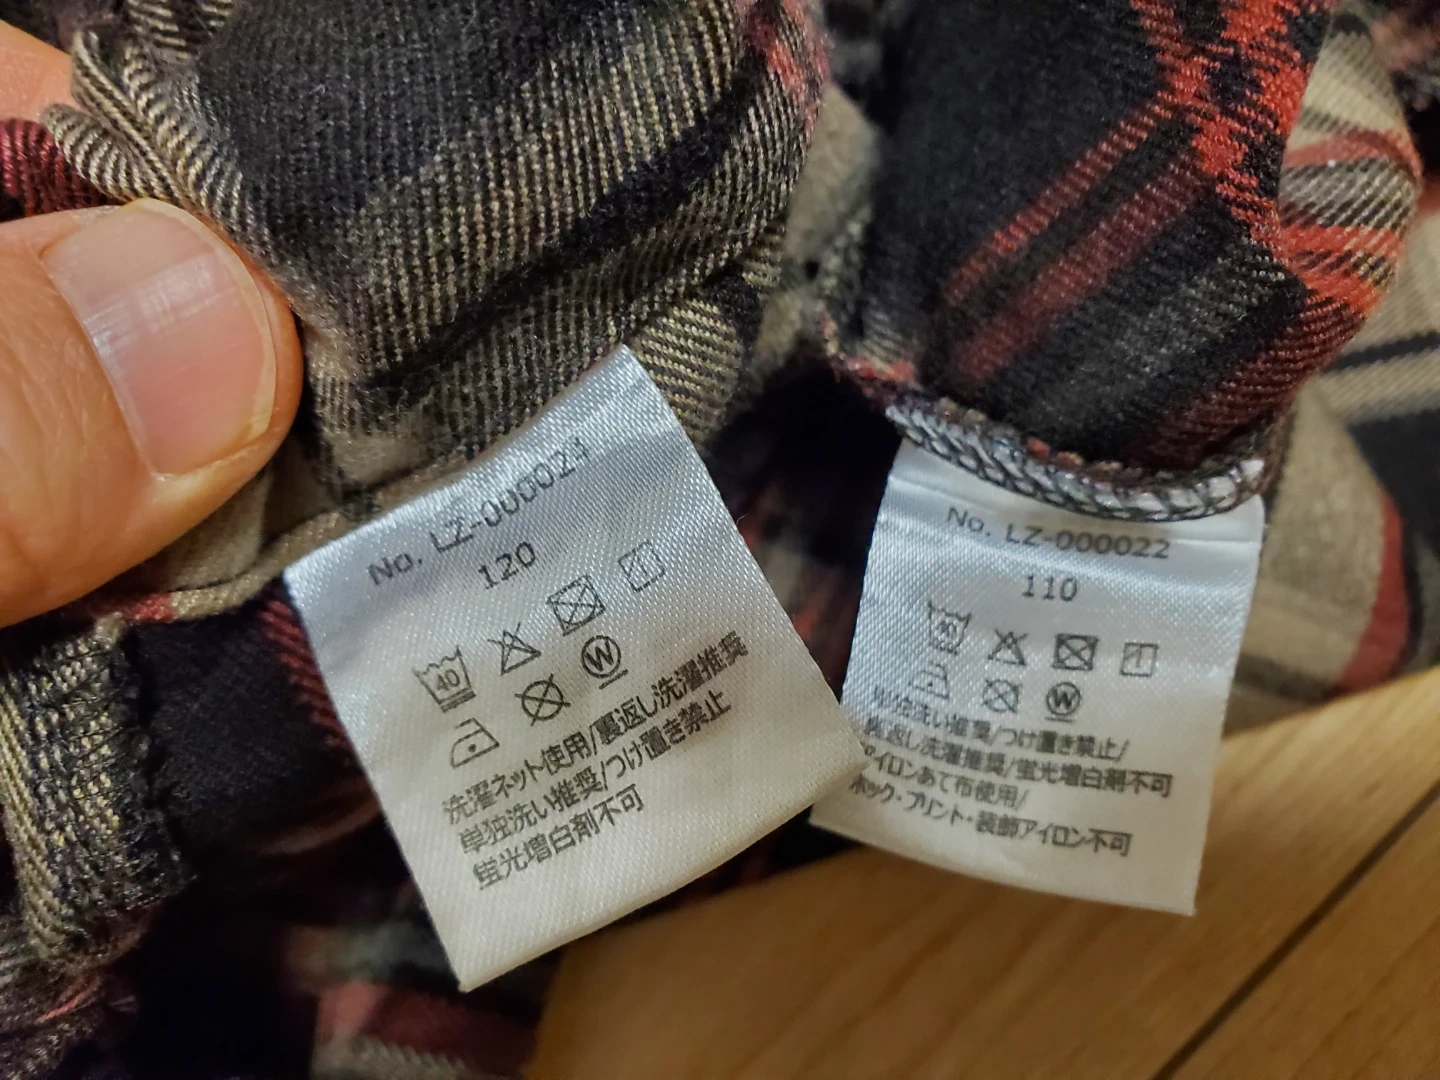 No. LZ-000024
120
40
W
洗濯ネット使用/裏返し洗濯推奨
単独洗い推奨/つけ置き禁止
蛍光増白剤不可
No. LZ-000022
110
W
単独洗い推奨/つけ置き禁止/
裏返し洗濯推奨/蛍光増白剤不可
アイロンあて布使用/
ホック・プリント・装飾アイロン不可